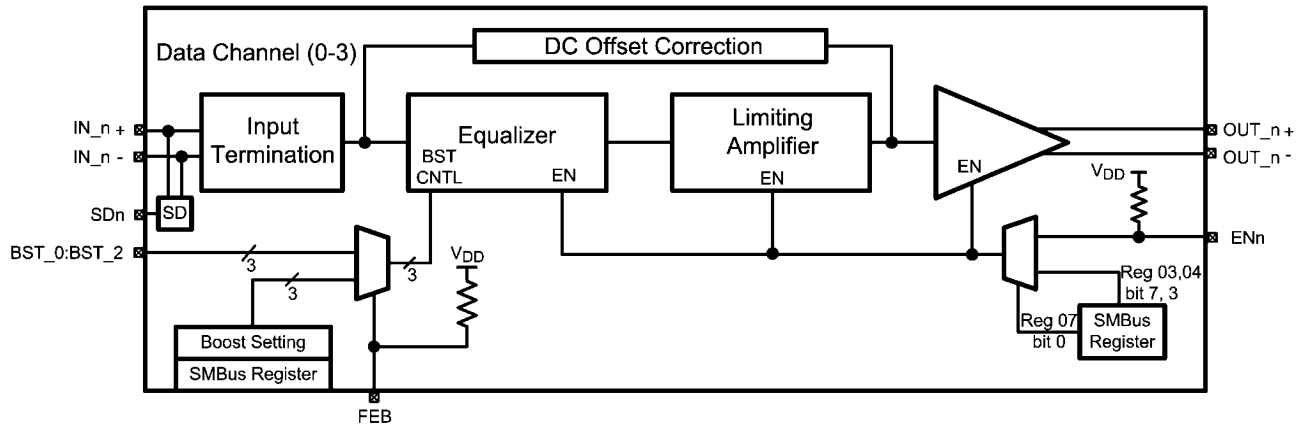 Data Channel (0-3)
DC Offset Correction
IN_n +
IN_n -
Input
Termination
Equalizer
BST
CNTL
EN
Limiting
Amplifier
EN
EN
OUT_n +
OUT_n -
SDn
SD
VDD
ENn
BST_0:BST_2
3
3
3
VDD
Reg 03,04
bit 7, 3
Reg 07
bit 0
SMBus
Register
Boost Setting
SMBus Register
FEB